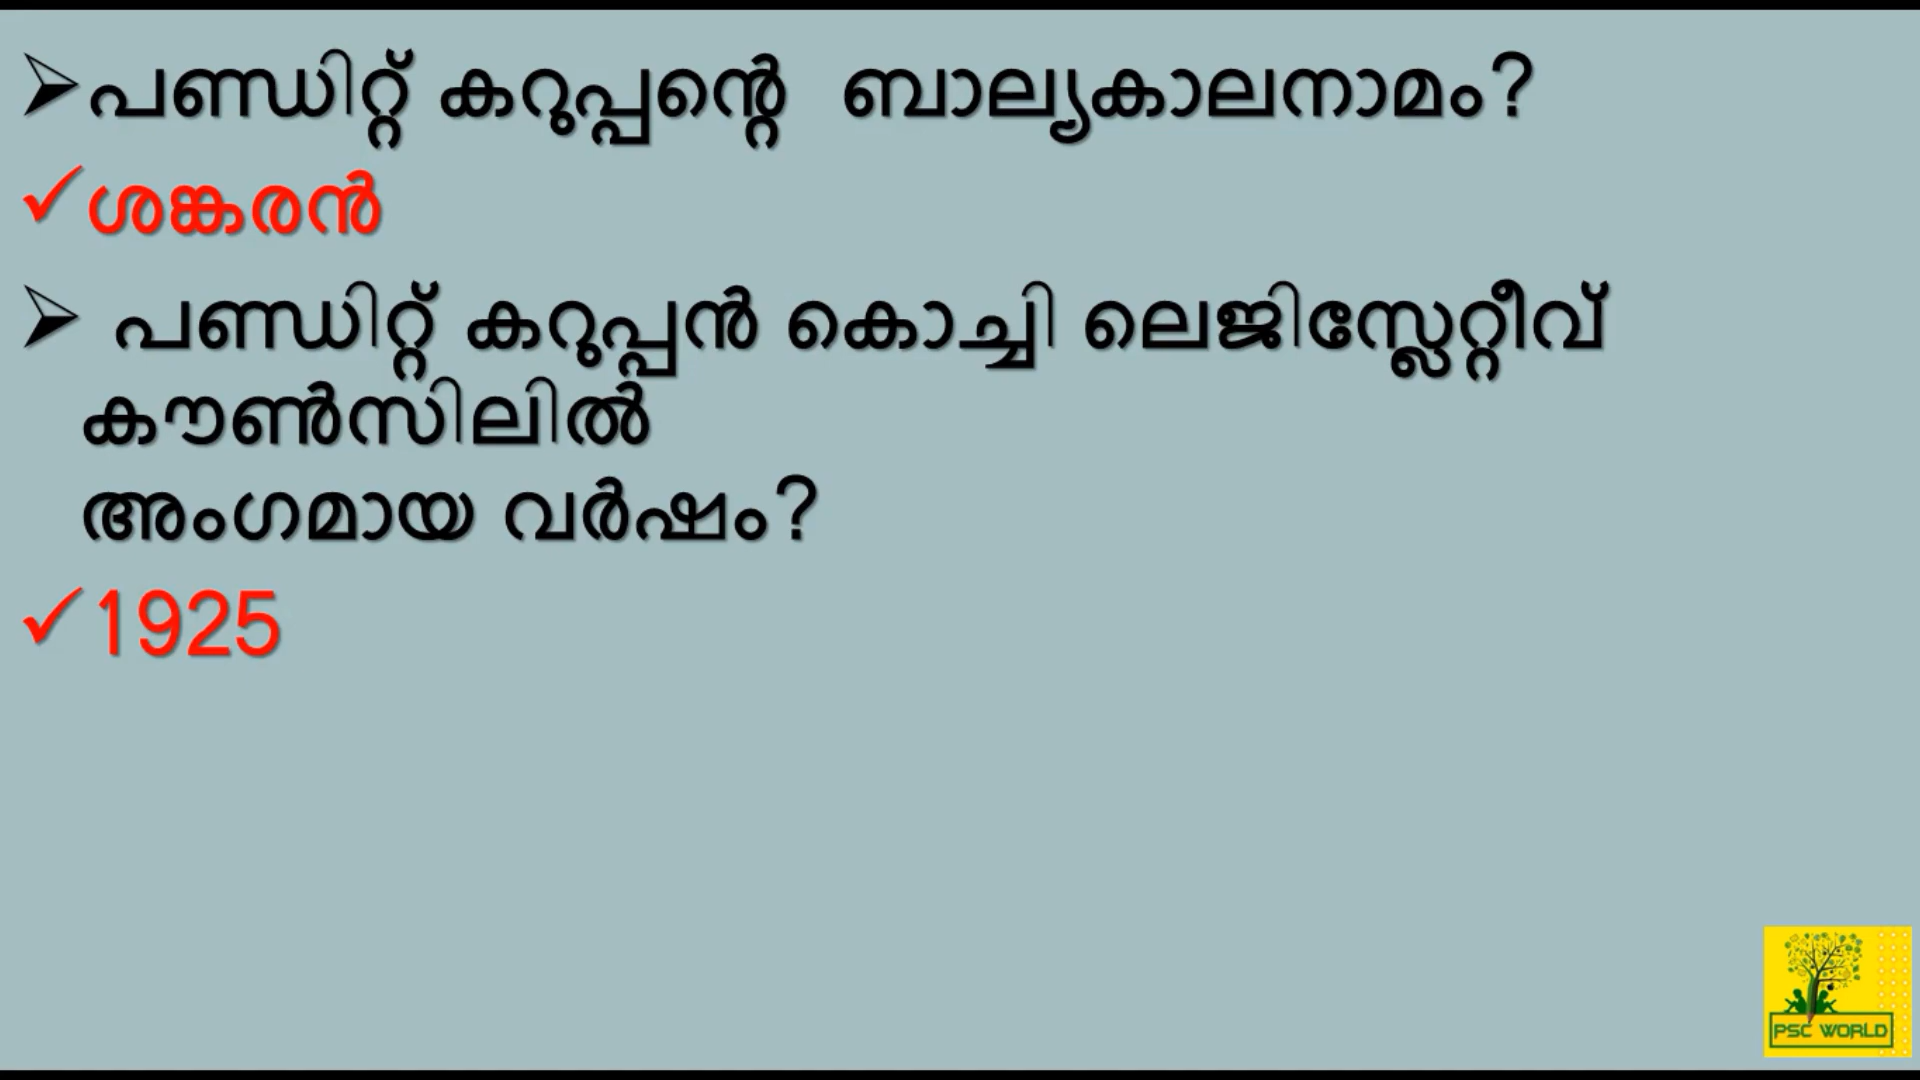 ➢പണ്ഡിറ്റ് കറുപ്പന്റെ ബാല്യകാലനാമം?
✓ശങ്കരൻ
➢ പണ്ഡിറ്റ് കറുപ്പൻ കൊച്ചി ലെജിസ്ലേറ്റീവ്
കൗൺസിലിൽ
അംഗമായ വർഷം?
✓1925
PSC WORLD